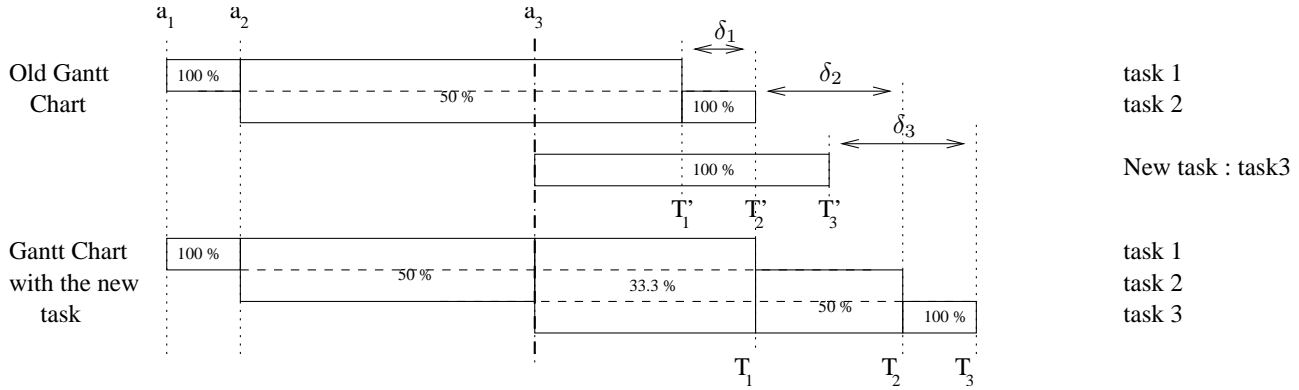 a1 a2 a3 δ1
Old Gantt 100 % δ2 task 1
Chart 50 % 100 % task 2
δ3
100 % New task : task3
T'1 T'2 T'3
Gantt Chart 100 % task 1
with the new 50 % 33.3 % task 2
task 50 % 100 % task 3
T1 T2 T3